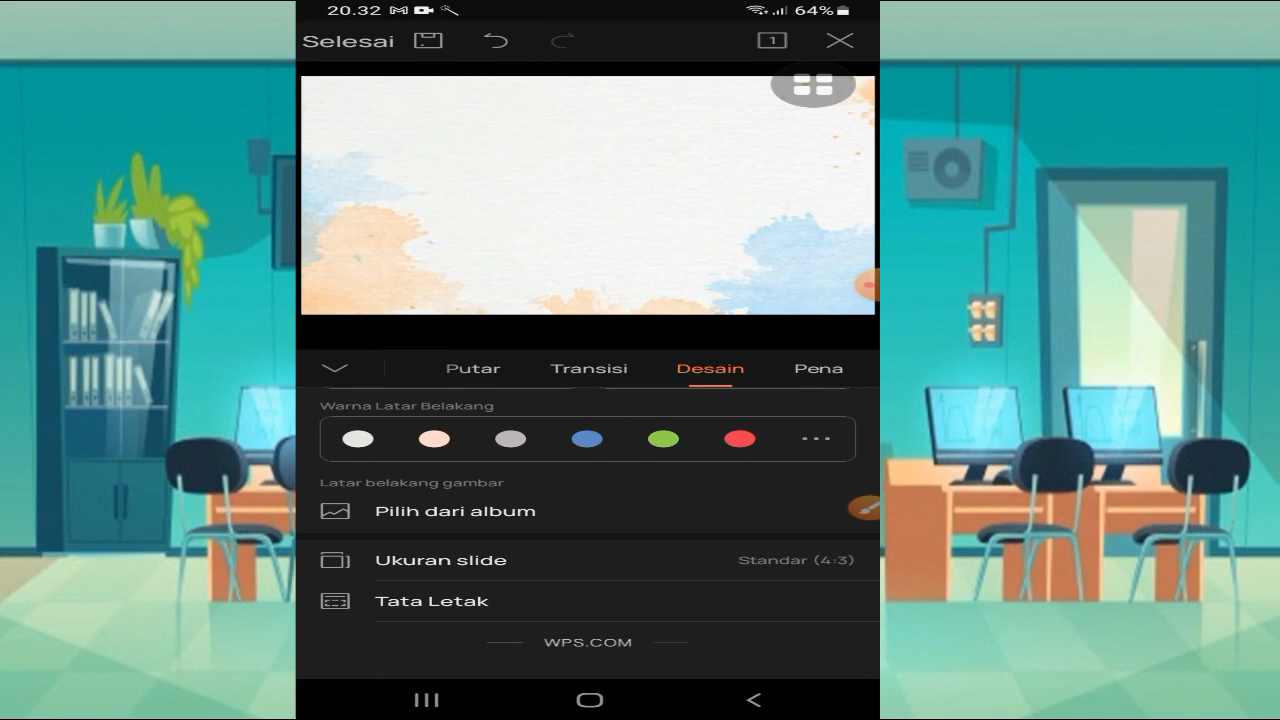 20.32 64%
Selesai 1
Putar Transisi Desain Pena
Warna Latar Belakang
Latar belakang gambar
Pilih dari album
Ukuran slide Standar (4:3)
Tata Letak
WPS.COM